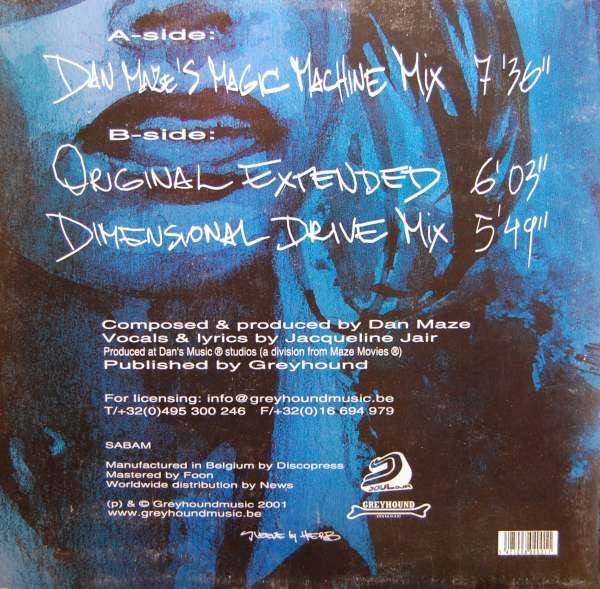 A-side:
DAN MAZE'S MAGIC MACHINE MIX 7'36"
B-side:
ORIGINAL EXTENDED 6'03"
DIMENSIONAL DRIVE MIX 5'49"
Composed & produced by Dan Maze
Vocals & lyrics by Jacqueline Jair
Produced at Dan's Music ® studios (a division from Maze Movies ®)
Published by Greyhound
For licensing: info@greyhoundmusic.be
T/+32(0)495 300 246 F/+32(0)16 694 979
SABAM
Manufactured in Belgium by Discopress
Mastered by Foon
Worldwide distribution by News
(p) & © Greyhoundmusic 2001
www.greyhoundmusic.be
GREYHOUND
SLEEVE by HERB